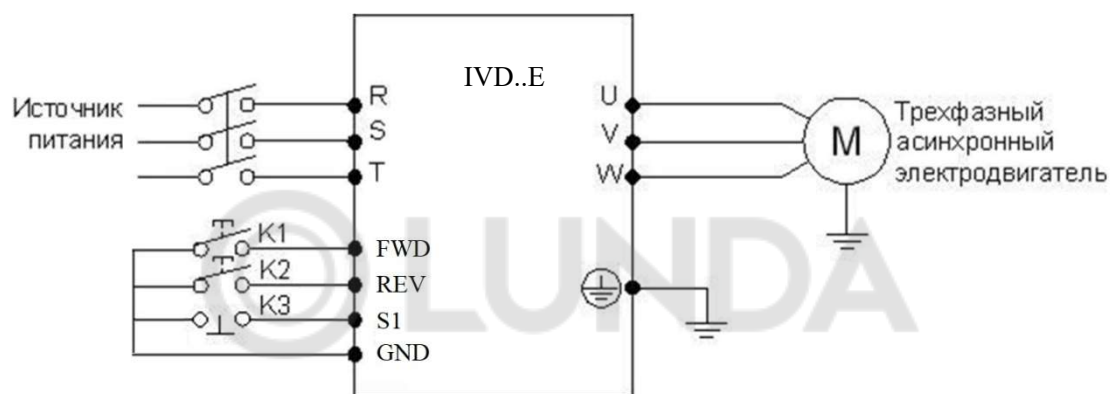 IVD..E
Источник
питания
R
S
T
U
V
W
M
Трехфазный
асинхронный
электродвигатель
K1
K2
K3
FWD
REV
S1
GND
LUNDA